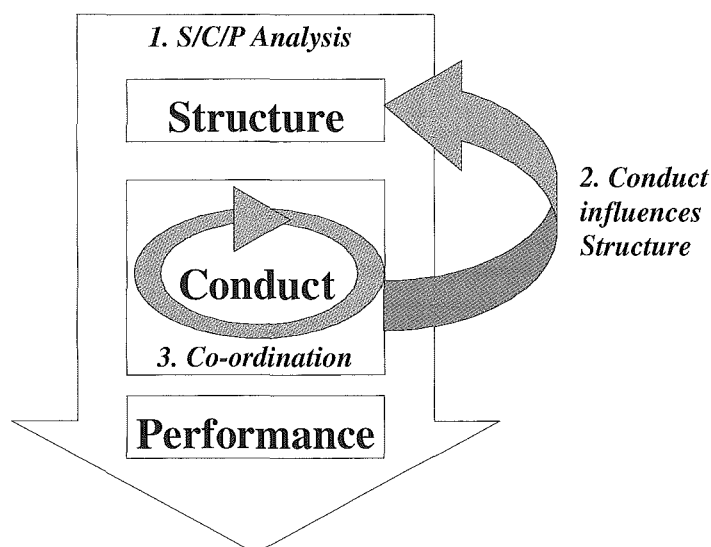 1. S/C/P Analysis
Structure
2. Conduct
influences
Structure
Conduct
3. Co-ordination
Performance